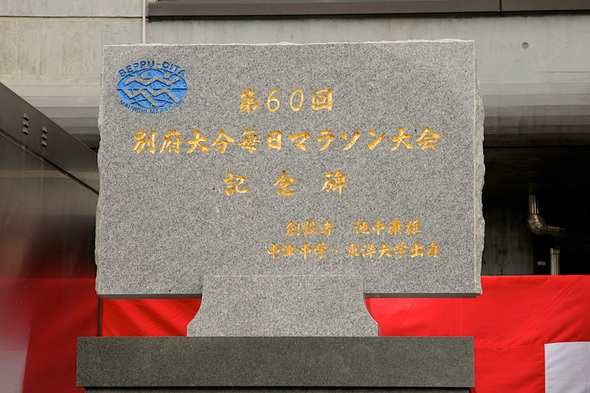 BEPPU-OITA
第60回
別府大分毎日マラソン大会
記念碑
創設者 池中康雄
中津中学・東洋大学出身